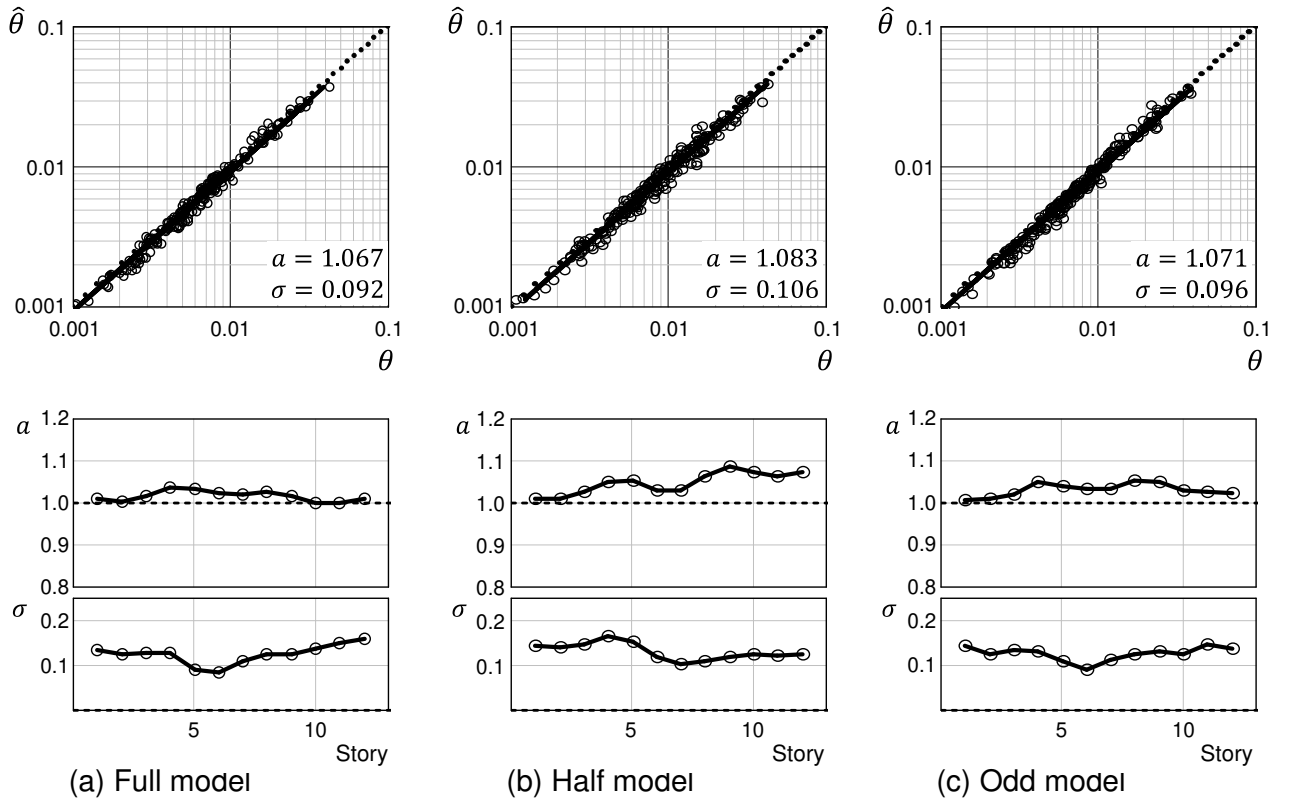 θ̂ 0.1
0.01
0.001
0.001 0.01 0.1
θ
a = 1.067
σ = 0.092
θ̂ 0.1
0.01
0.001
0.001 0.01 0.1
θ
a = 1.083
σ = 0.106
θ̂ 0.1
0.01
0.001
0.001 0.01 0.1
θ
a = 1.071
σ = 0.096
1.2
a
1.1
1.0
0.9
0.8
σ
0.2
0.1
5 10
Story
(a) Full model
1.2
a
1.1
1.0
0.9
0.8
σ
0.2
0.1
5 10
Story
(b) Half model
1.2
a
1.1
1.0
0.9
0.8
σ
0.2
0.1
5 10
Story
(c) Odd model